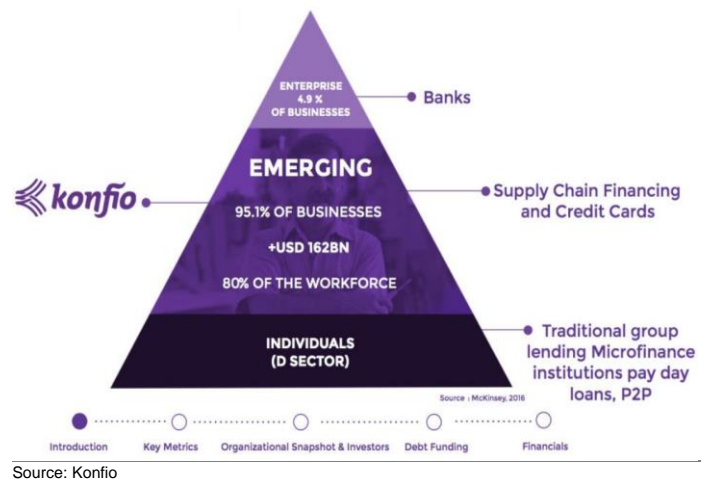 ENTERPRISE
4.9 %
OF BUSINESSES
Banks
EMERGING
konfio
95.1% OF BUSINESSES
+USD 162BN
80% OF THE WORKFORCE
Supply Chain Financing
and Credit Cards
INDIVIDUALS
(D SECTOR)
Traditional group
lending Microfinance
institutions pay day
loans, P2P
Source : McKinsey, 2016
Introduction
Key Metrics
Organizational Snapshot & Investors
Debt Funding
Financials
Source: Konfio